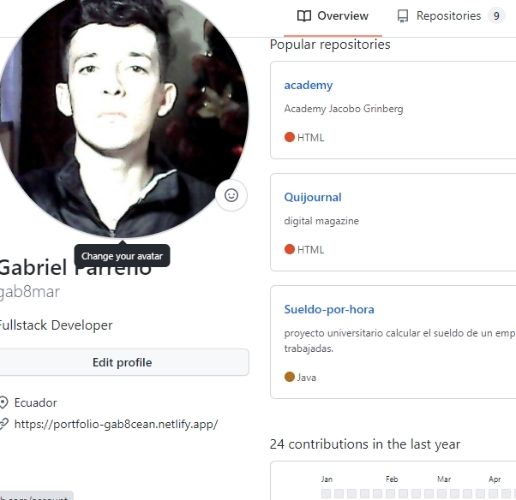 Overview
Repositories 9
Popular repositories
academy
Academy Jacobo Grinberg
HTML
Quijournal
digital magazine
HTML
Sueldo-por-hora
proyecto universitario calcular el sueldo de un emp
trabajadas.
Java
24 contributions in the last year
Jan Feb Mar Apr
Change your avatar
Gabriel Parreño
gab8mar
Fullstack Developer
Edit profile
Ecuador
https://portfolio-gab8cean.netlify.app/
b.com/account